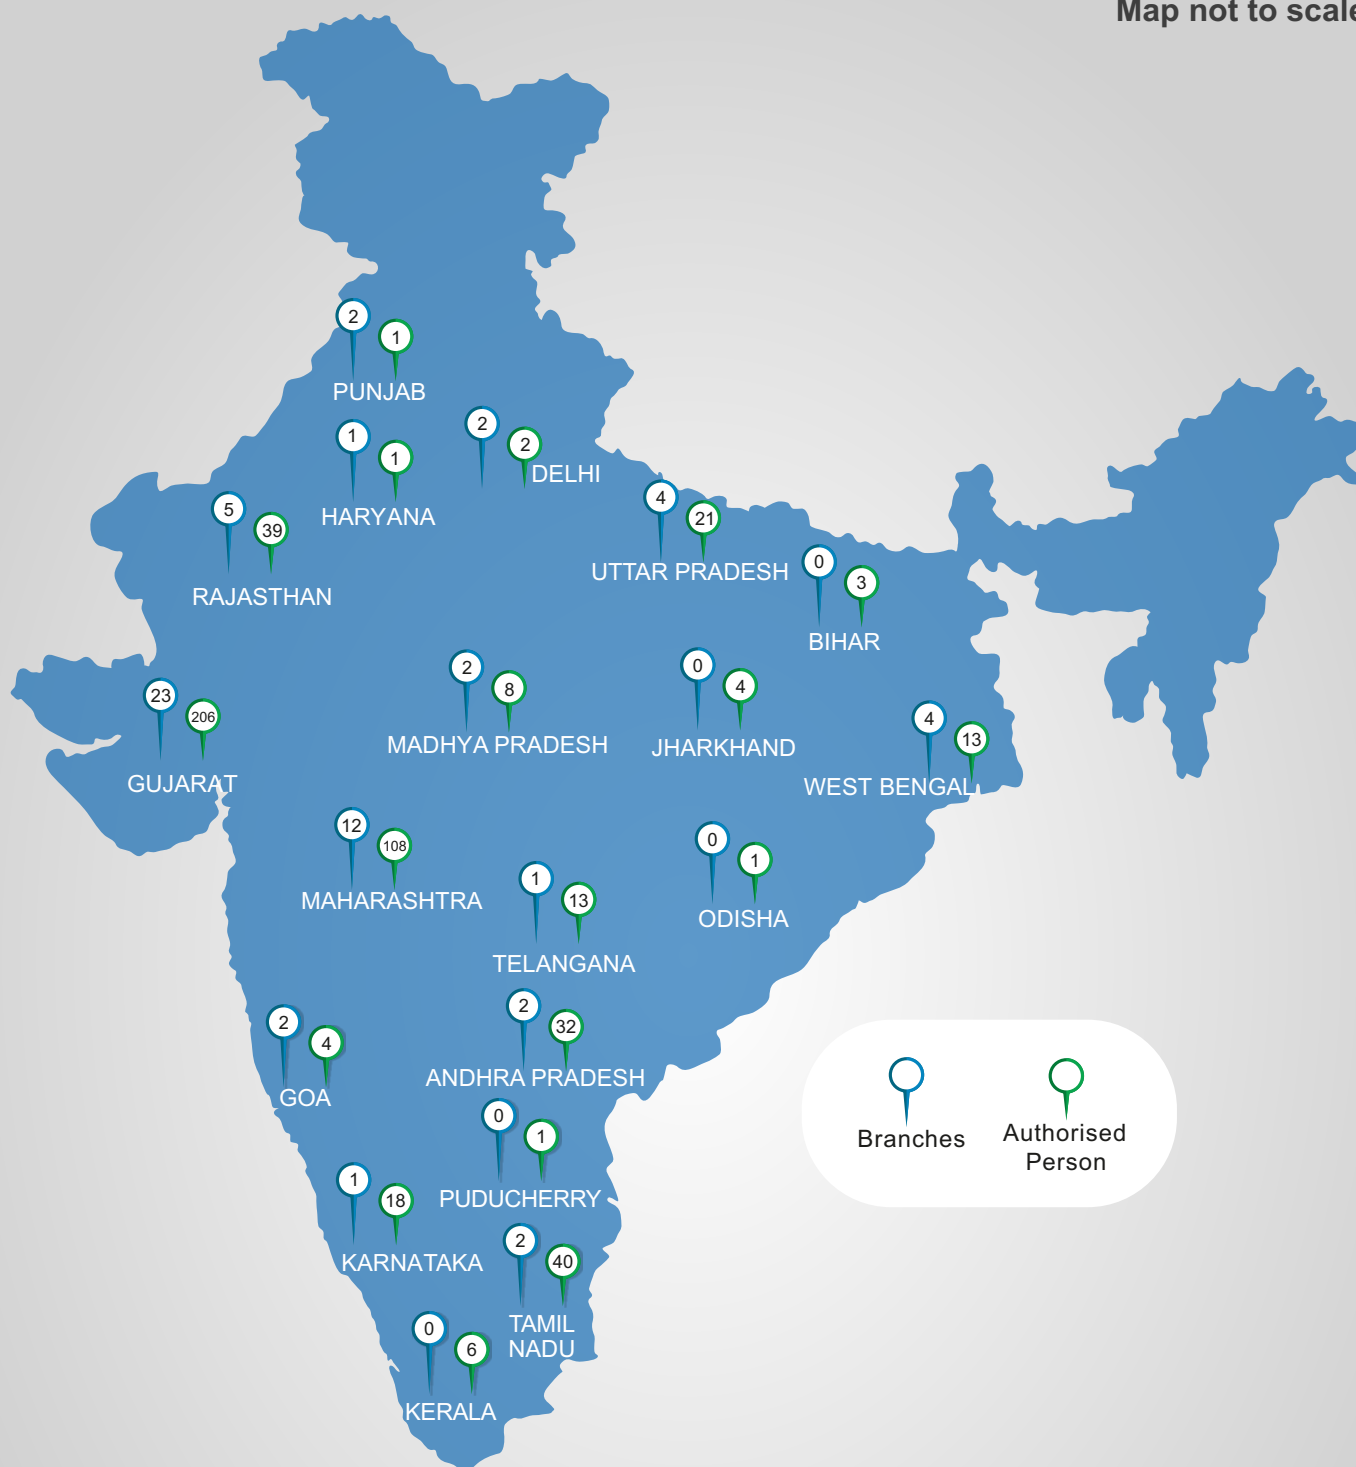 Map not to scale
2
1
PUNJAB
1
1
HARYANA
2
2
DELHI
5
39
RAJASTHAN
4
21
UTTAR PRADESH
0
3
BIHAR
23
206
GUJARAT
2
8
MADHYA PRADESH
0
4
JHARKHAND
4
13
WEST BENGAL
12
108
MAHARASHTRA
1
13
TELANGANA
0
1
ODISHA
2
4
GOA
2
32
ANDHRA PRADESH
0
1
PUDUCHERRY
1
18
KARNATAKA
2
40
TAMIL
NADU
0
6
KERALA
Branches
Authorised
Person